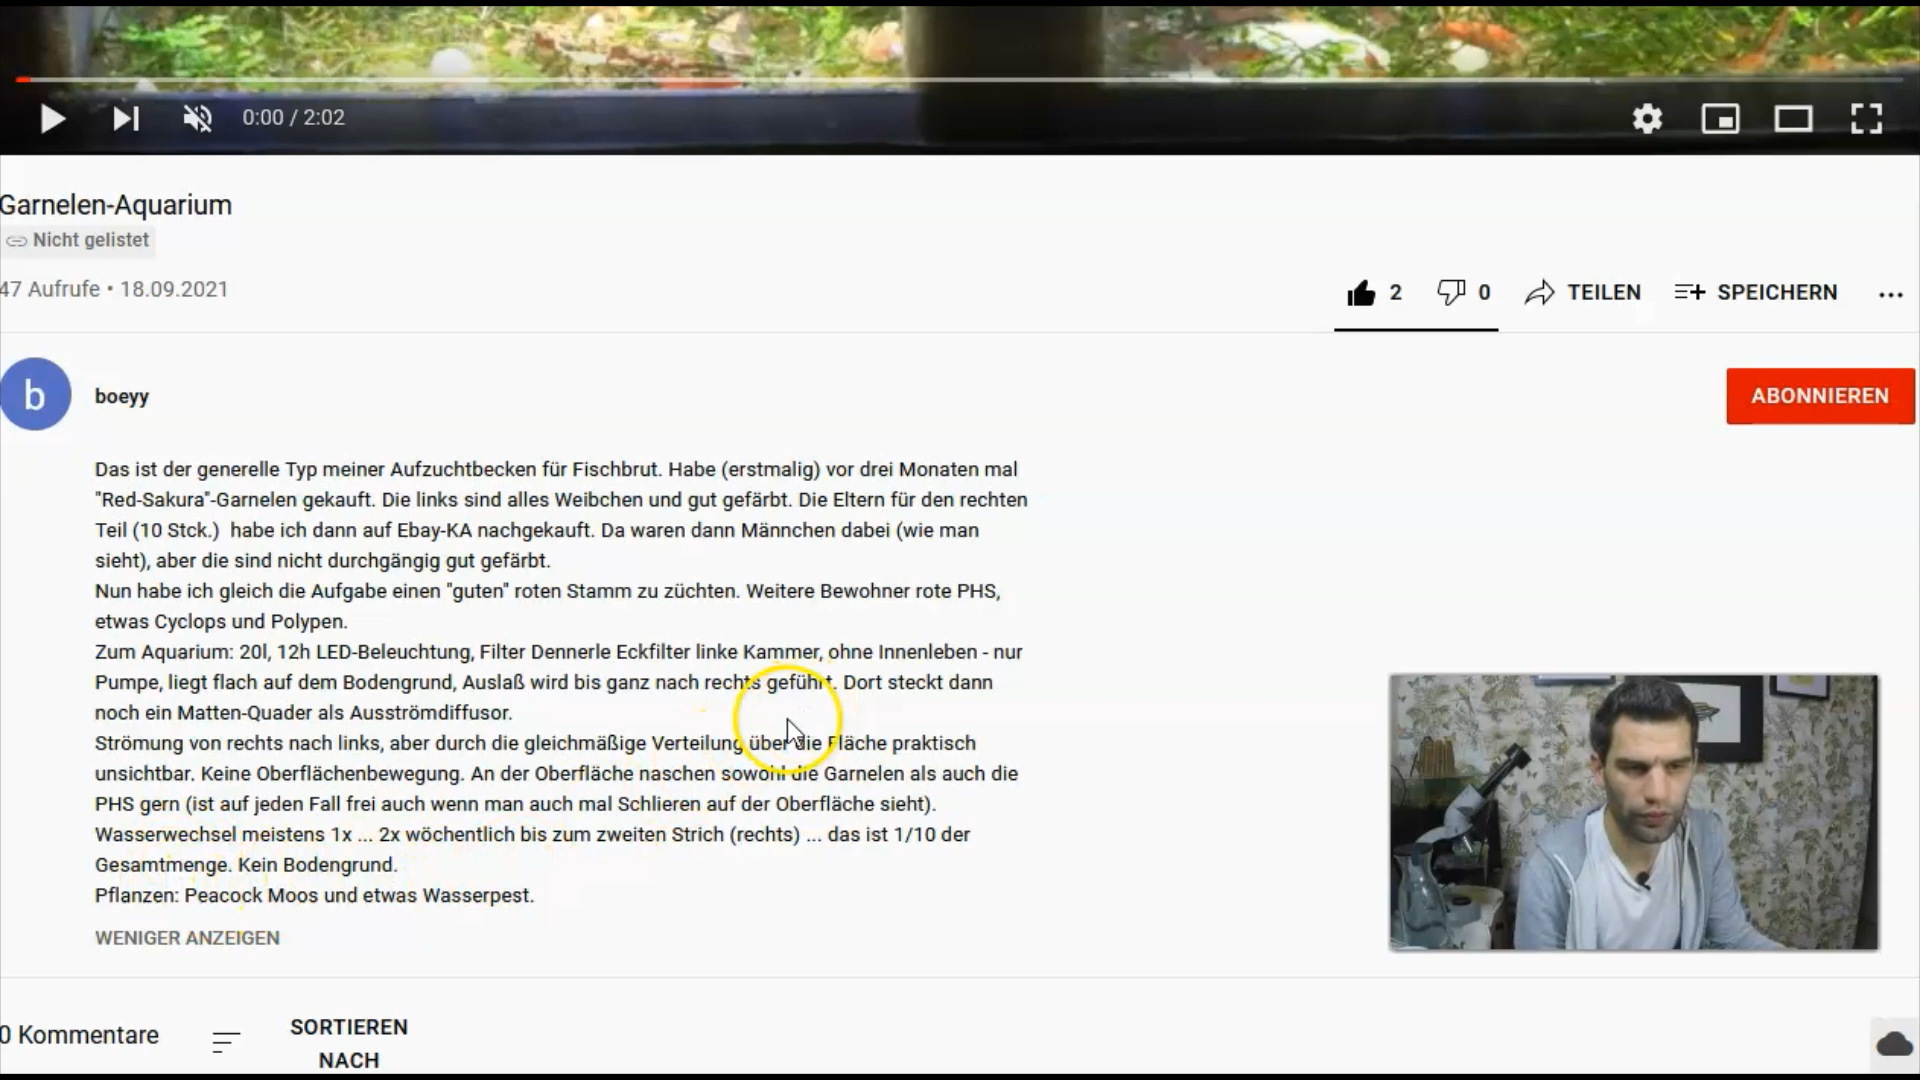 0:00 / 2:02
Garnelen-Aquarium
Nicht gelistet
47 Aufrufe • 18.09.2021
2
0
TEILEN
SPEICHERN
b
boeyy
ABONNIEREN
Das ist der generelle Typ meiner Aufzuchtbecken für Fischbrut. Habe (erstmalig) vor drei Monaten mal
"Red-Sakura"-Garnelen gekauft. Die links sind alles Weibchen und gut gefärbt. Die Eltern für den rechten
Teil (10 Stck.) habe ich dann auf Ebay-KA nachgekauft. Da waren dann Männchen dabei (wie man
sieht), aber die sind nicht durchgängig gut gefärbt.
Nun habe ich gleich die Aufgabe einen "guten" roten Stamm zu züchten. Weitere Bewohner rote PHS,
etwas Cyclops und Polypen.
Zum Aquarium: 20l, 12h LED-Beleuchtung, Filter Dennerle Eckfilter linke Kammer, ohne Innenleben - nur
Pumpe, liegt flach auf dem Bodengrund, Auslaß wird bis ganz nach rechts geführt. Dort steckt dann
noch ein Matten-Quader als Ausströmdiffusor.
Strömung von rechts nach links, aber durch die gleichmäßige Verteilung über die Fläche praktisch
unsichtbar. Keine Oberflächenbewegung. An der Oberfläche naschen sowohl die Garnelen als auch die
PHS gern (ist auf jeden Fall frei auch wenn man auch mal Schlieren auf der Oberfläche sieht).
Wasserwechsel meistens 1x ... 2x wöchentlich bis zum zweiten Strich (rechts) ... das ist 1/10 der
Gesamtmenge. Kein Bodengrund.
Pflanzen: Peacock Moos und etwas Wasserpest.
WENIGER ANZEIGEN
0 Kommentare
SORTIEREN
NACH